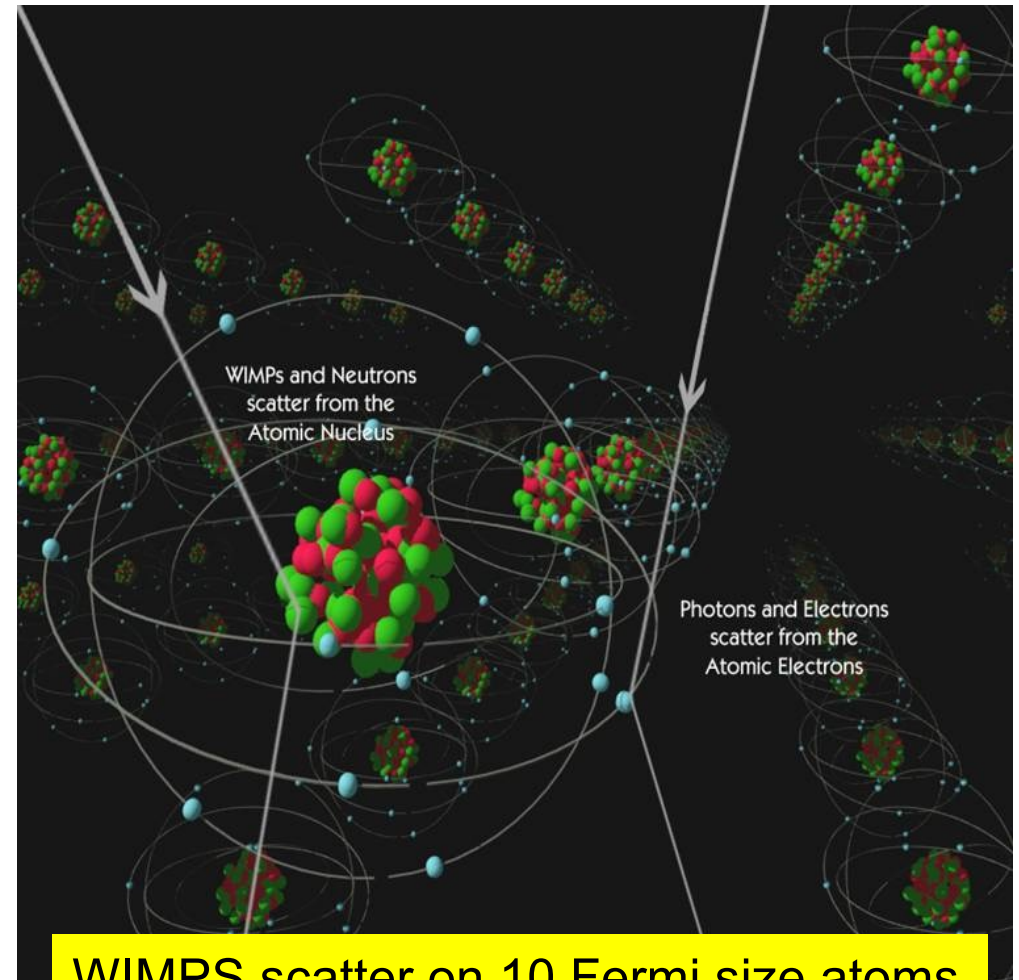 WIMPs and Neutrons
scatter from the
Atomic Nucleus
Photons and Electrons
scatter from the
Atomic Electrons
WIMPS scatter on 10 Fermi size atoms